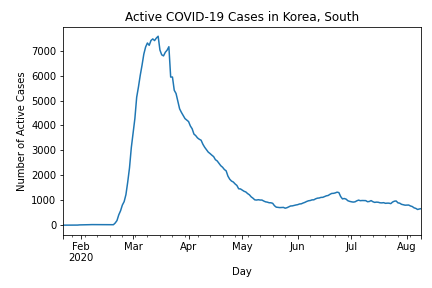 Active COVID-19 Cases in Korea, South
Number of Active Cases
7000
6000
5000
4000
3000
2000
1000
0
Feb Mar Apr May Jun Jul Aug
2020
Day